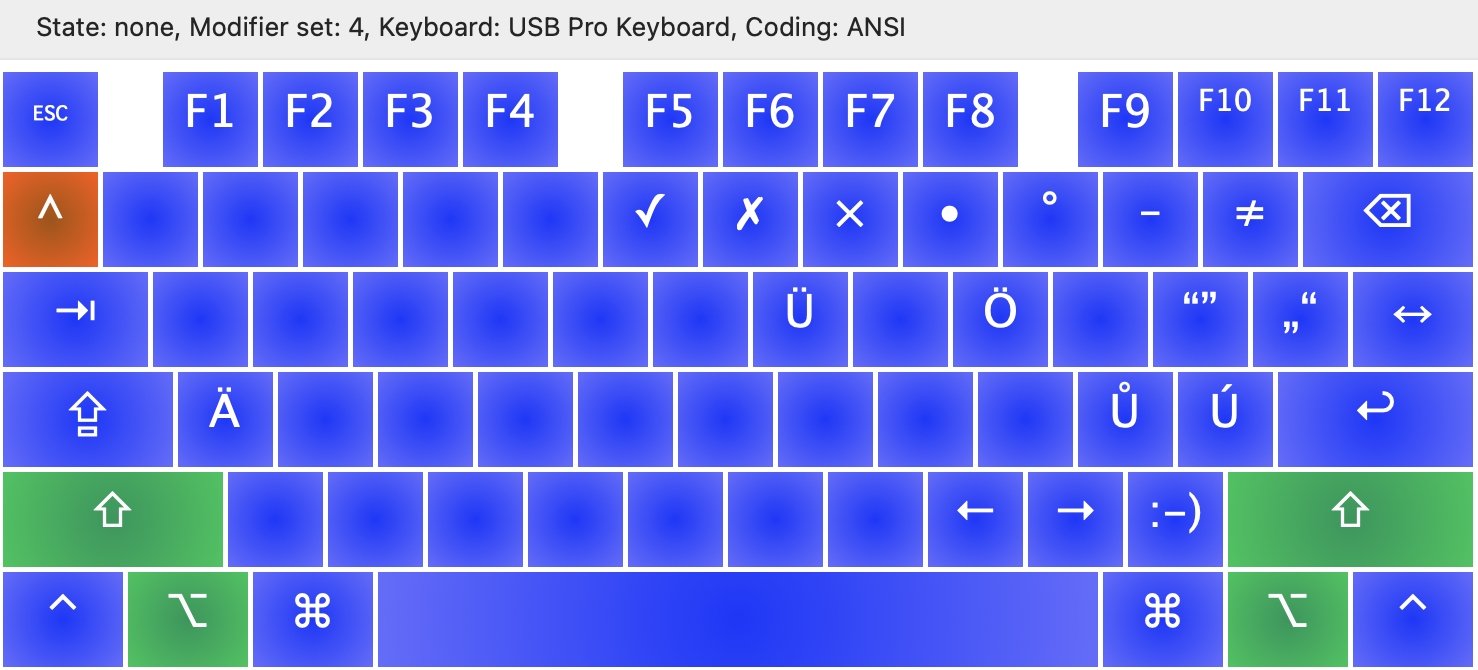 State: none, Modifier set: 4, Keyboard: USB Pro Keyboard, Coding: ANSI
ESC F1 F2 F3 F4 F5 F6 F7 F8 F9 F10 F11 F12
^ ✓ ✗ × • ° – ≠ ⌫
⇥ Ü Ö “” „“ ↔
⇪ Ä Ů Ú ↩
⇧ ← → :–) ⇧
⌃ ⌥ ⌘ ⌘ ⌥ ⌃